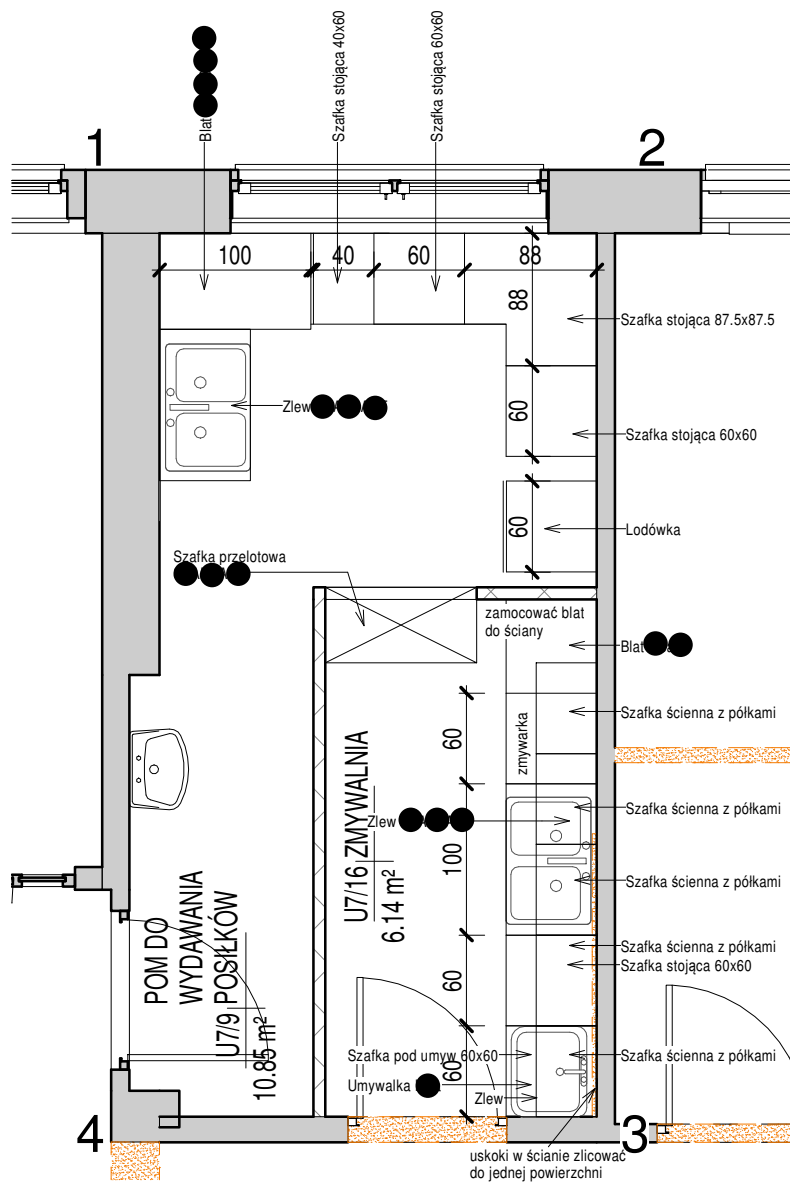 Blat
Szafka stojąca 40x60
Szafka stojąca 60x60
1
2
100
40
60
88
88
Szafka stojąca 87.5x87.5
Zlew
60
Szafka stojąca 60x60
60
Lodówka
Szafka przelotowa
zamocować blat
do ściany
Blat
60
zmywarka
Szafka ścienna z półkami
Zlew
100
Szafka ścienna z półkami
Szafka ścienna z półkami
U7/16 ZMYWALNIA
6.14 m²
POM DO
WYDAWANIA
POSIŁKÓW
U7/9
10.85 m²
60
Szafka ścienna z półkami
Szafka stojąca 60x60
Szafka pod umyw 60x60
60
Szafka ścienna z półkami
Umywalka
Zlew
4
3
uskoki w ścianie zlicować
do jednej powierzchni